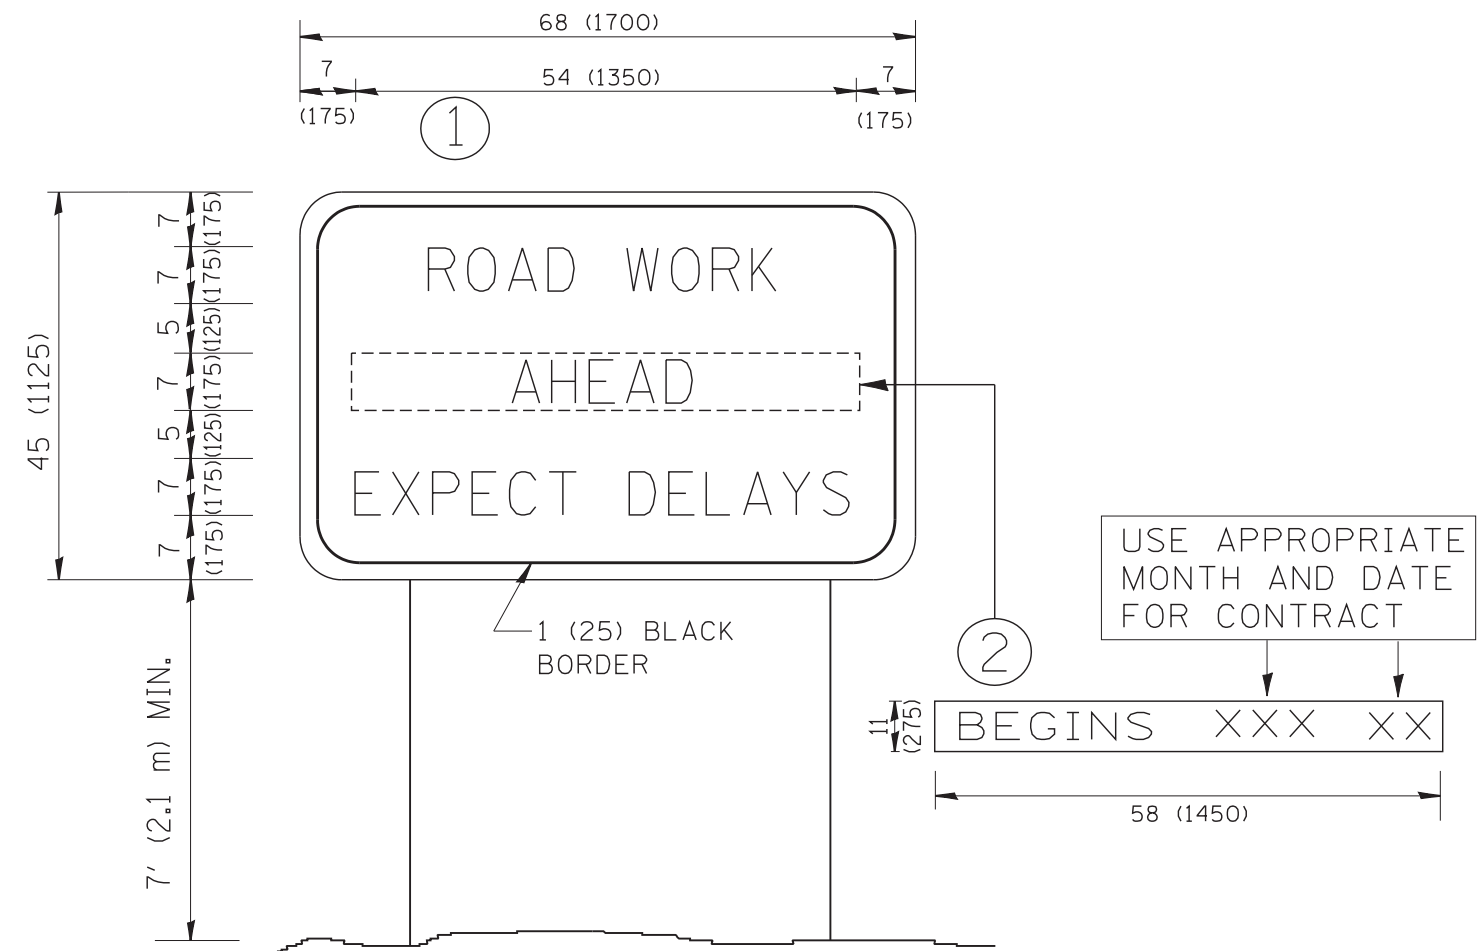 68 (1700)
7
54 (1350)
7
(175)
(175)
1
45 (1125)
7 (175)
7 (175)
5 (125)
7 (175)
5 (125)
7 (175)
7 (175)
ROAD WORK
AHEAD
EXPECT DELAYS
1 (25) BLACK
BORDER
7' (2.1 m) MIN.
2
USE APPROPRIATE
MONTH AND DATE
FOR CONTRACT
11
(275)
BEGINS XXX XX
58 (1450)